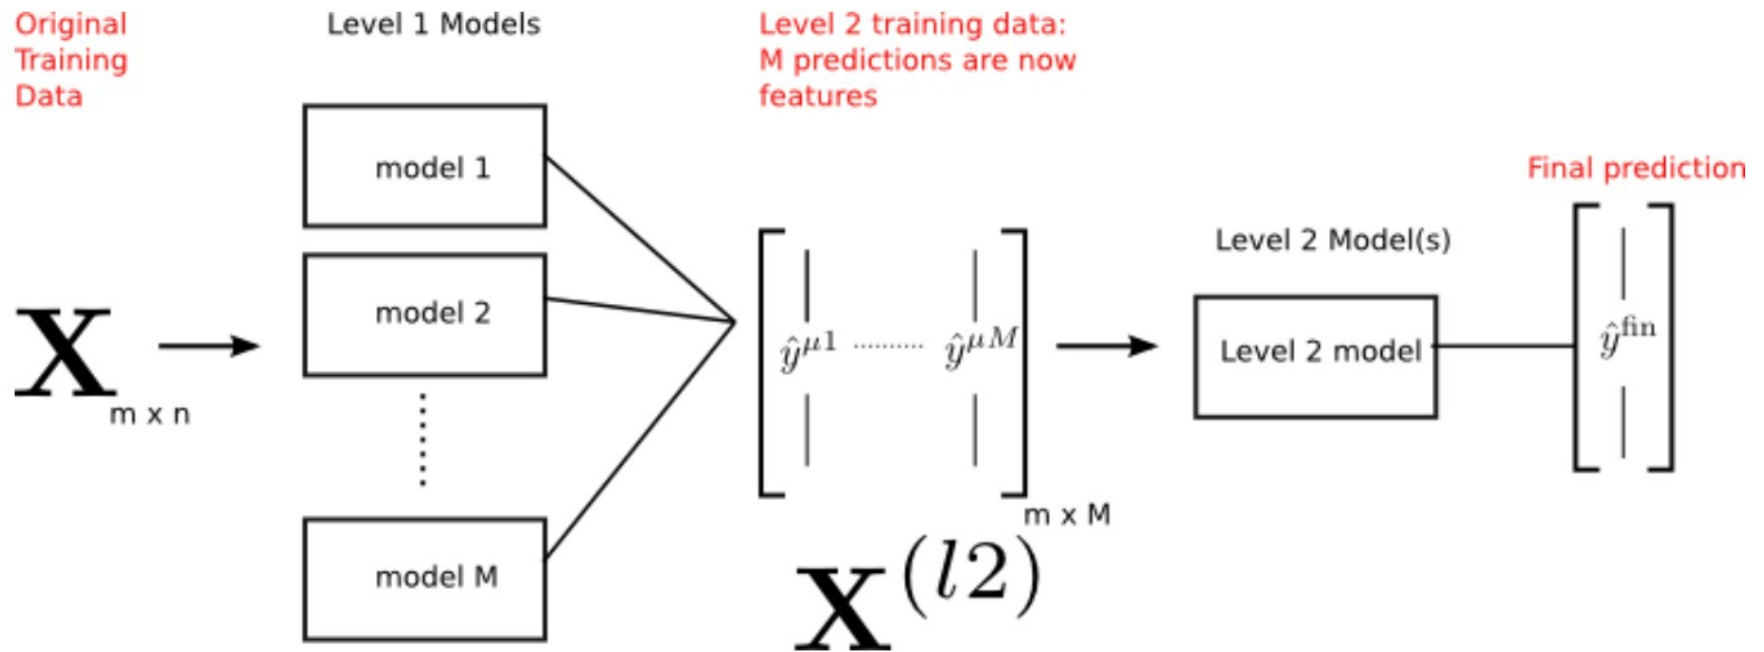 Original
Training
Data
Level 1 Models
Level 2 training data:
M predictions are now
features
model 1
model 2
model M
X
m x n
ŷ^{μ1} ......... ŷ^{μM}
m x M
X^{(l2)}
Level 2 Model(s)
Level 2 model
Final prediction
ŷ^{fin}